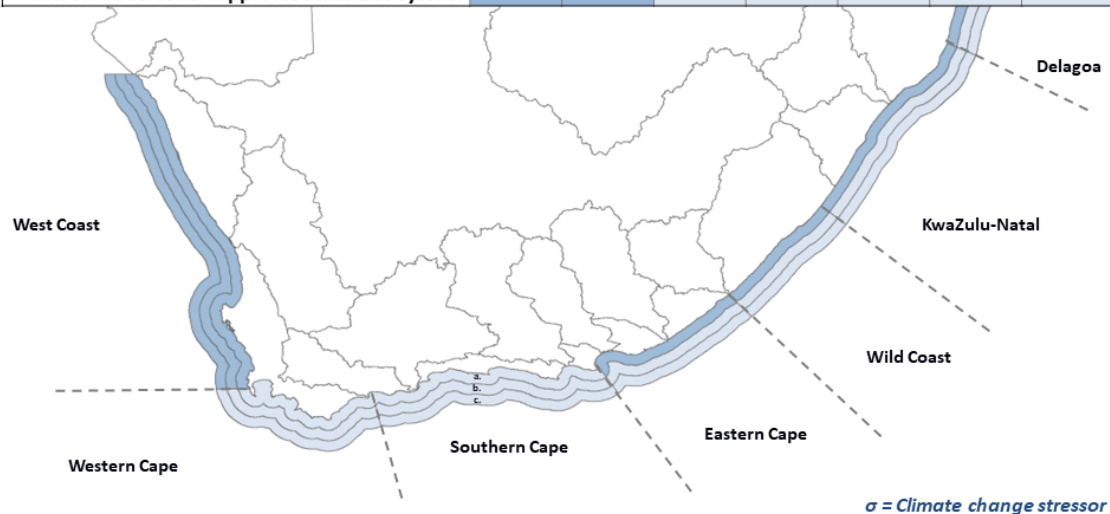 Delagoa
West Coast
KwaZulu-Natal
Wild Coast
a.
b.
c.
Eastern Cape
Southern Cape
Western Cape
σ = Climate change stressor